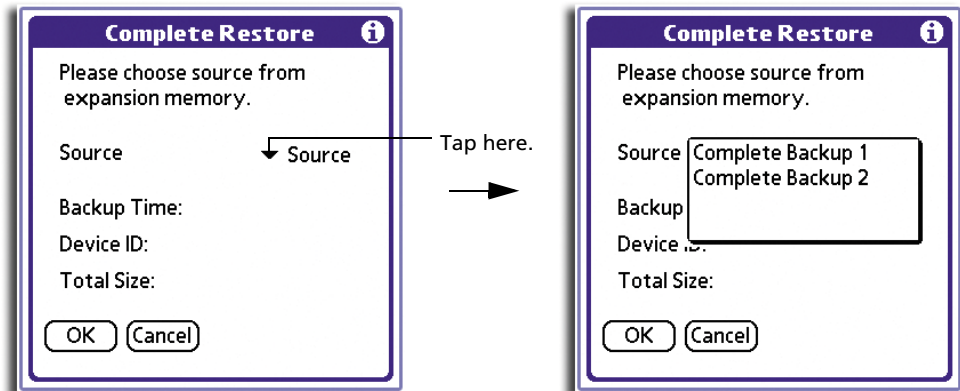 Complete Restore
Please choose source from
expansion memory.
Source
Source
Backup Time:
Device ID:
Total Size:
OK
Cancel
Tap here.
Complete Restore
Please choose source from
expansion memory.
Source
Complete Backup 1
Complete Backup 2
Backup
Device ID:
Total Size:
OK
Cancel